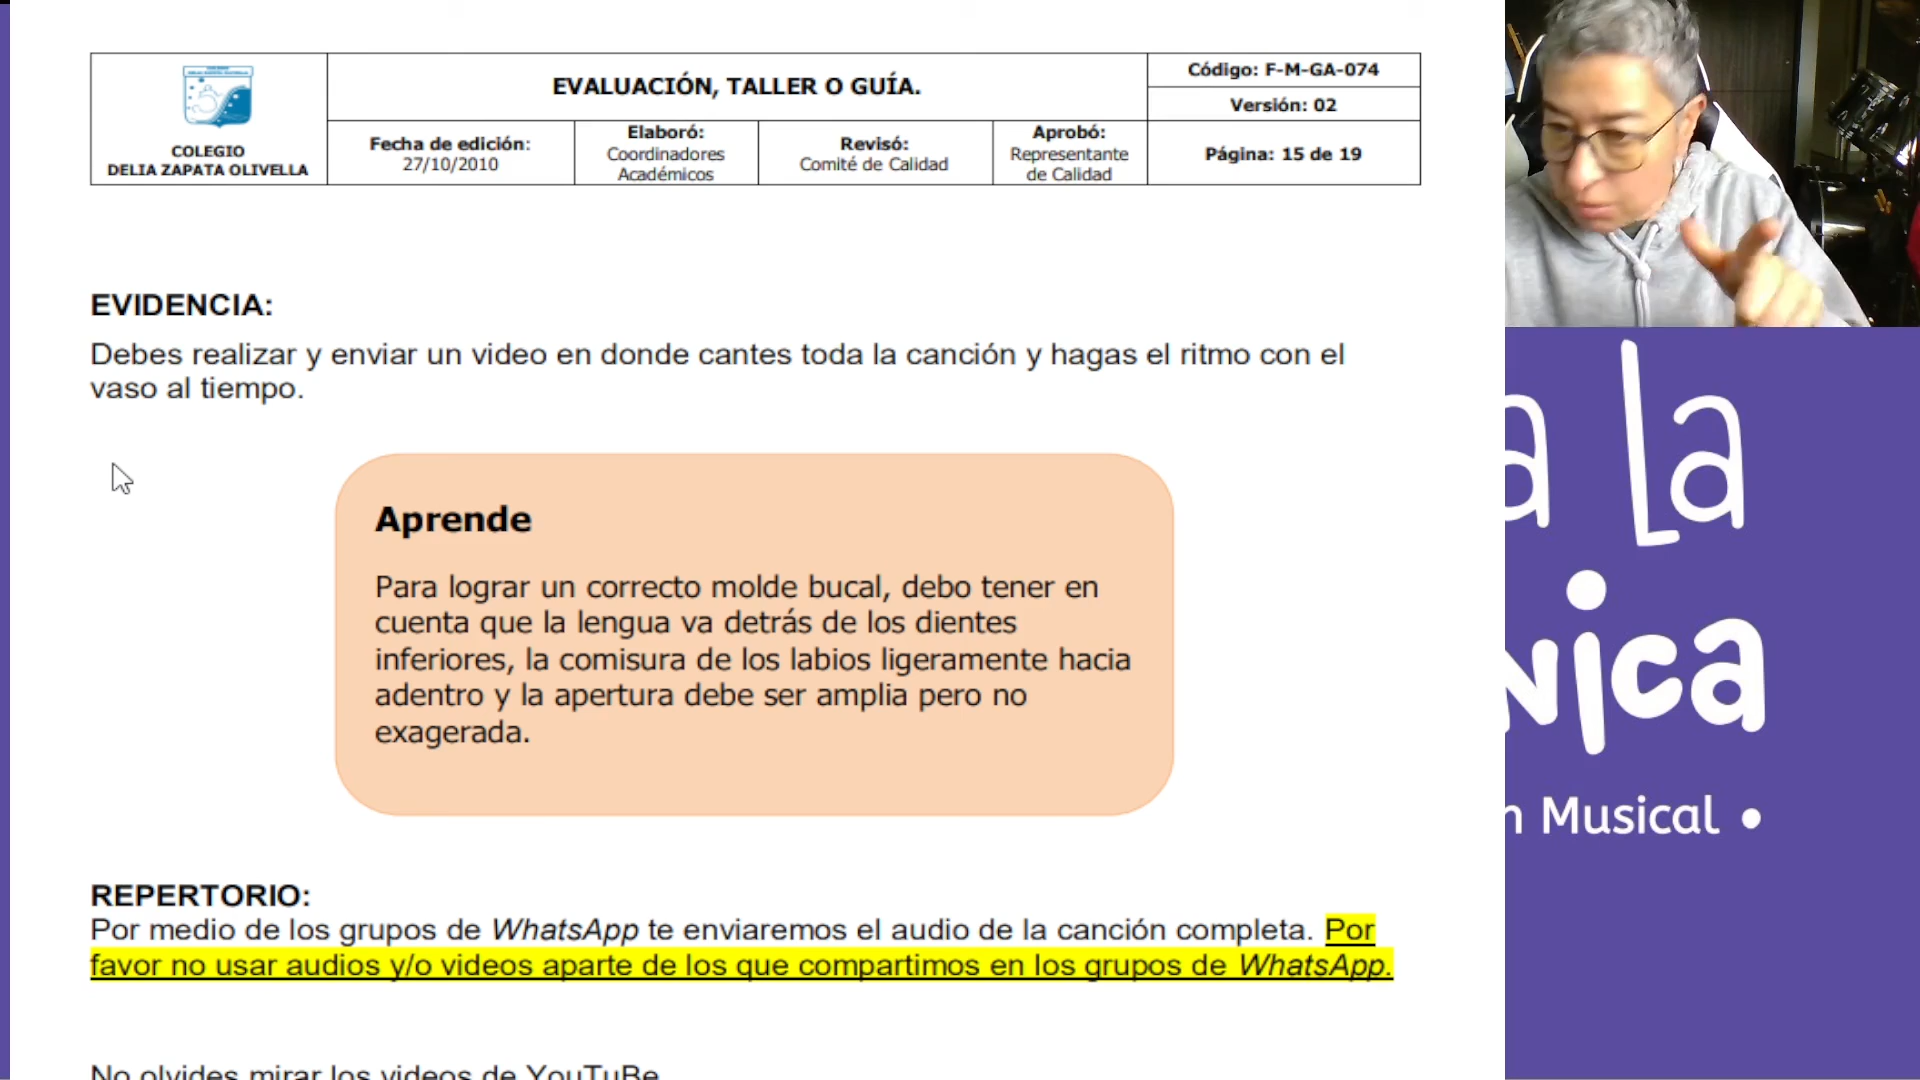 EVALUACIÓN, TALLER O GUÍA.
Código: F-M-GA-074
Versión: 02
COLEGIO
DELIA ZAPATA OLIVELLA
Fecha de edición:
27/10/2010
Elaboró:
Coordinadores
Académicos
Revisó:
Comité de Calidad
Aprobó:
Representante
de Calidad
Página: 15 de 19
EVIDENCIA:
Debes realizar y enviar un video en donde cantes toda la canción y hagas el ritmo con el
vaso al tiempo.
Aprende
Para lograr un correcto molde bucal, debo tener en
cuenta que la lengua va detrás de los dientes
inferiores, la comisura de los labios ligeramente hacia
adentro y la apertura debe ser amplia pero no
exagerada.
REPERTORIO:
Por medio de los grupos de WhatsApp te enviaremos el audio de la canción completa. Por
favor no usar audios y/o videos aparte de los que compartimos en los grupos de WhatsApp.
No olvides mirar los videos de YouTuBe
a La
nica
n Musical •